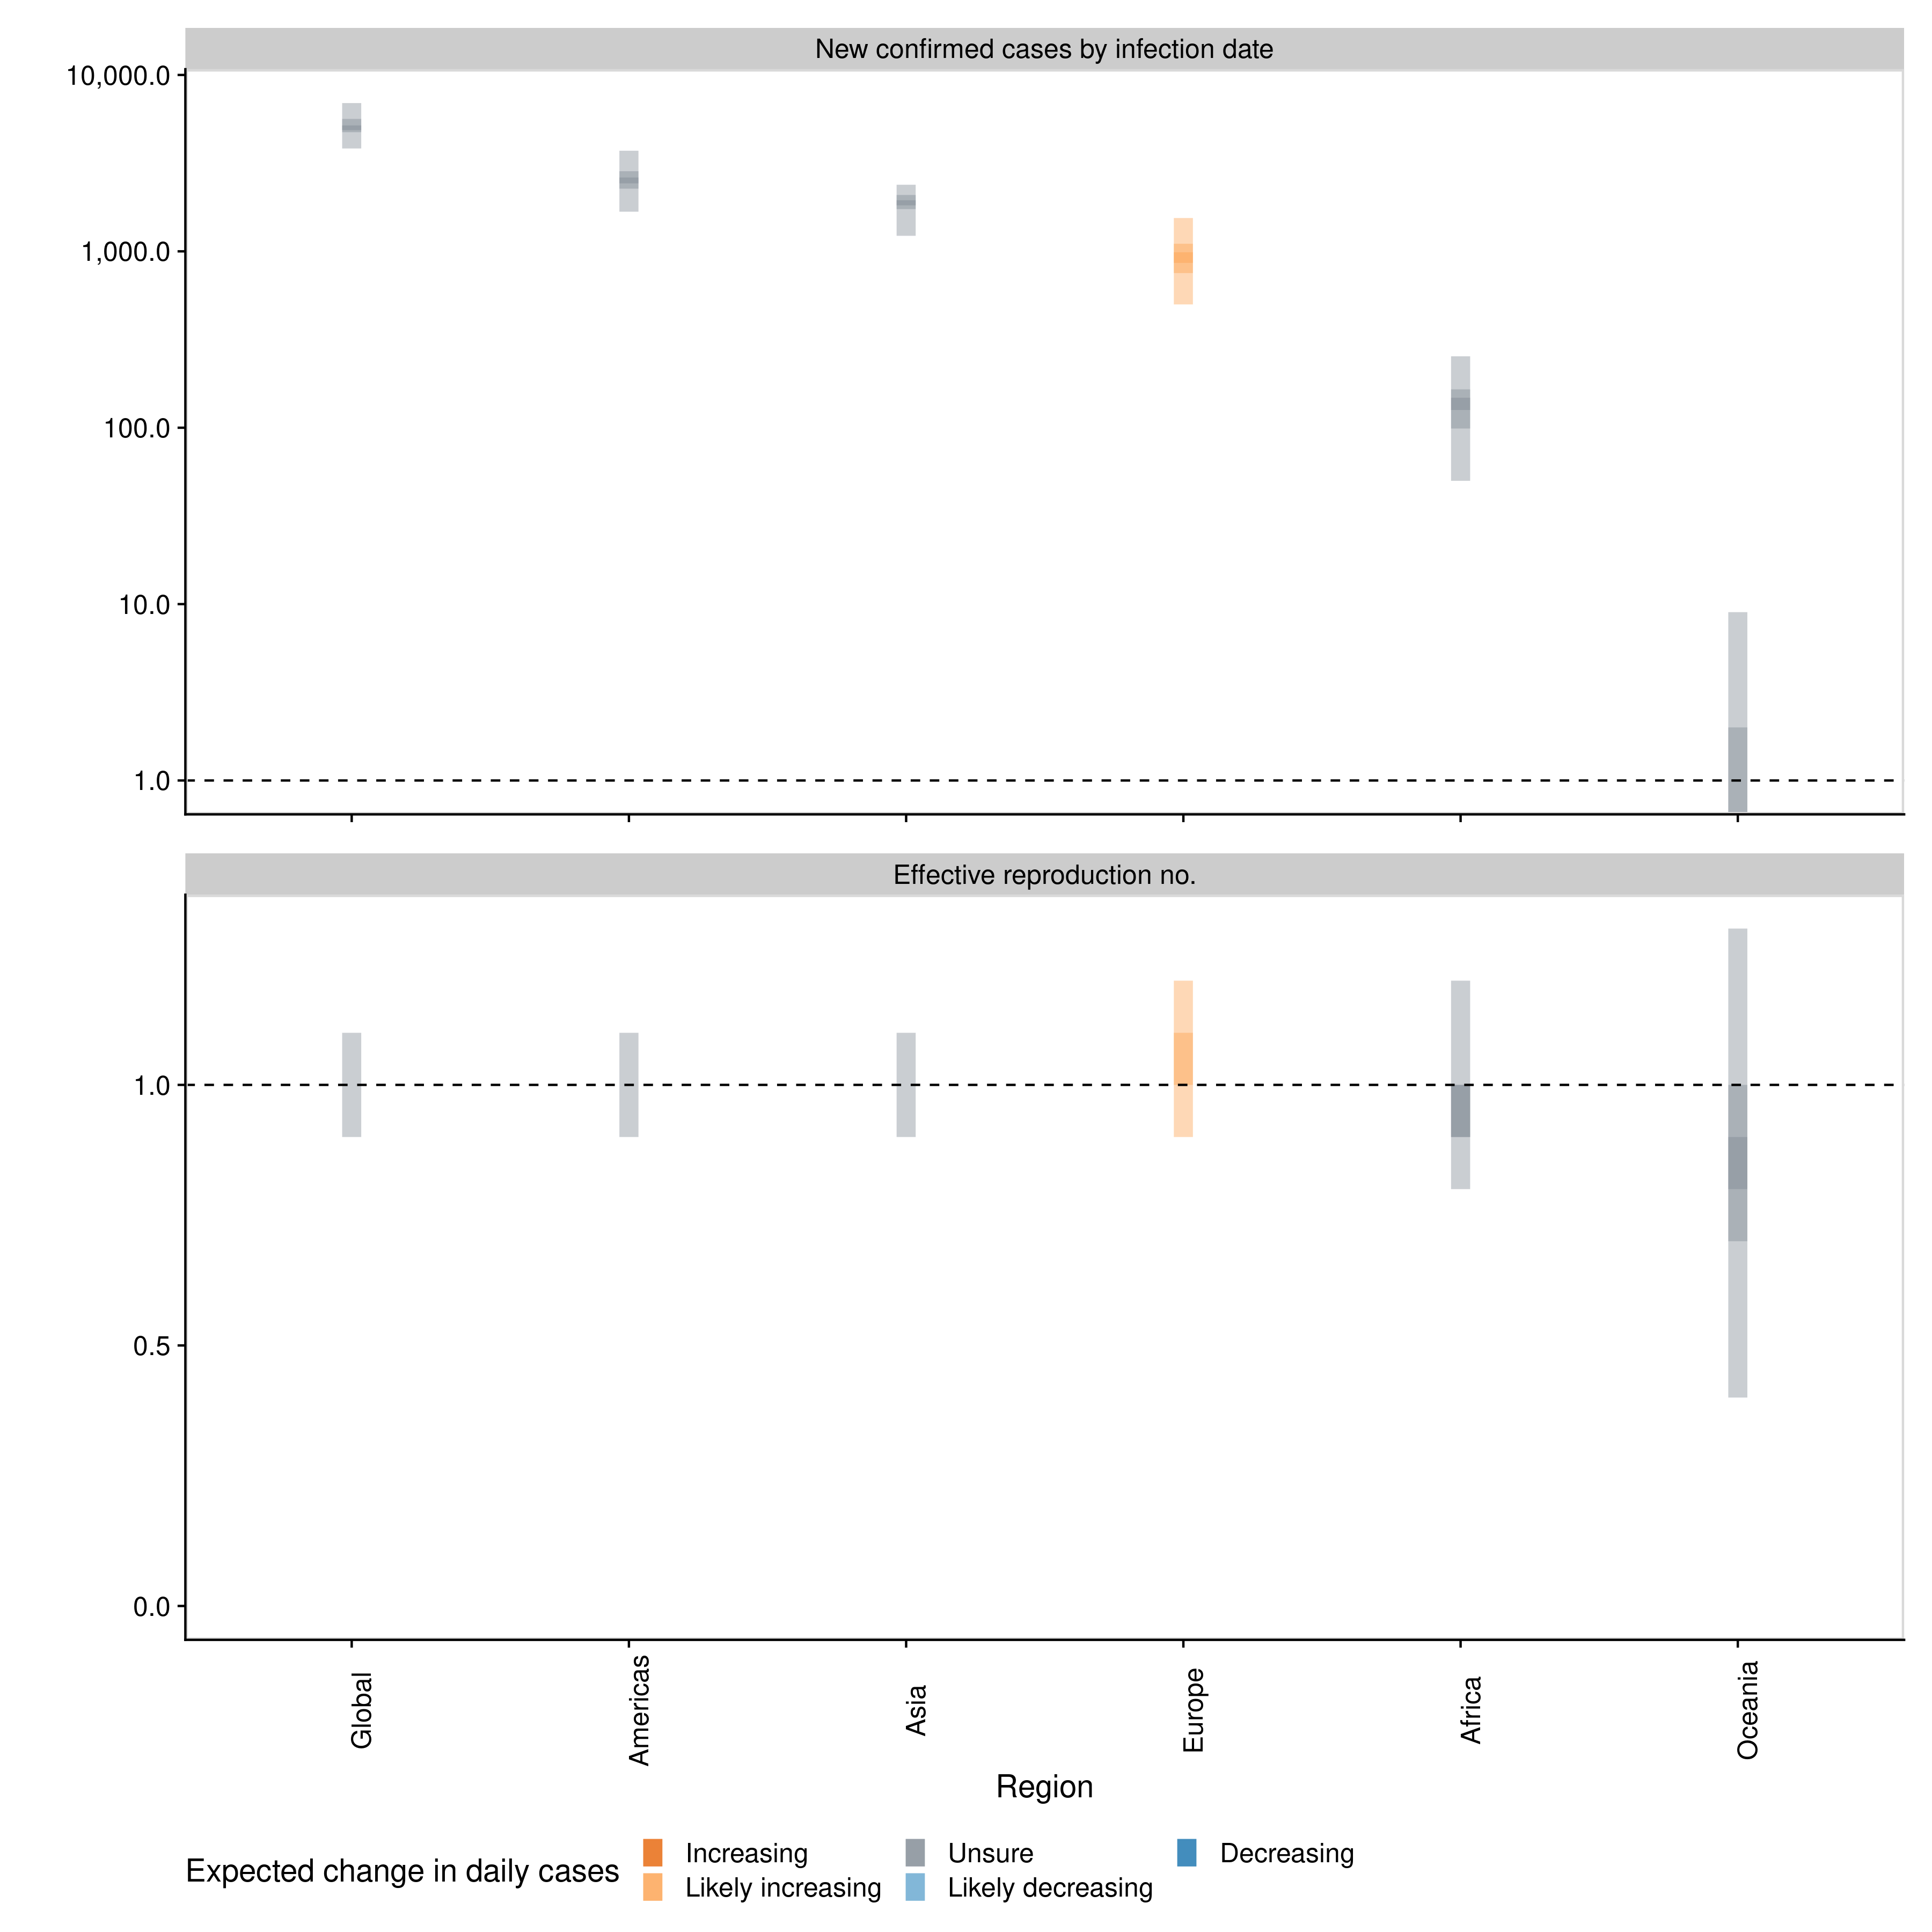 New confirmed cases by infection date
10,000.0
1,000.0
100.0
10.0
1.0
Effective reproduction no.
1.0
0.5
0.0
Global
Americas
Asia
Europe
Africa
Oceania
Region
Expected change in daily cases
Increasing
Likely increasing
Unsure
Likely decreasing
Decreasing